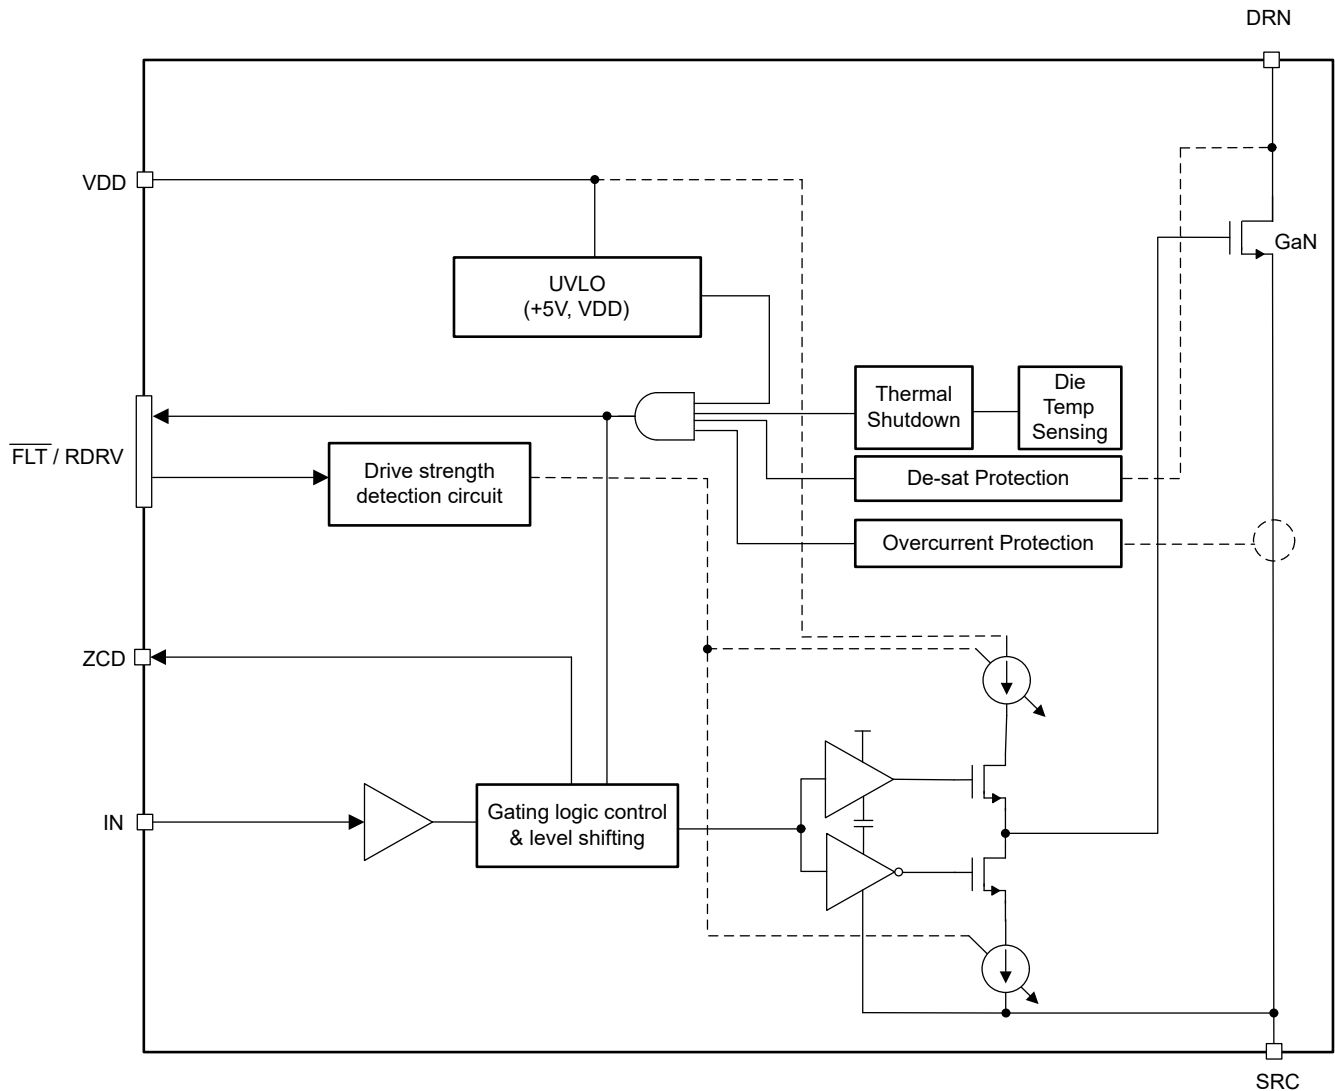 DRN
VDD
GaN
UVLO
(+5V, VDD)
Thermal
Shutdown
Die
Temp
Sensing
FLT / RDRV
Drive strength
detection circuit
De-sat Protection
Overcurrent Protection
ZCD
IN
Gating logic control
& level shifting
SRC